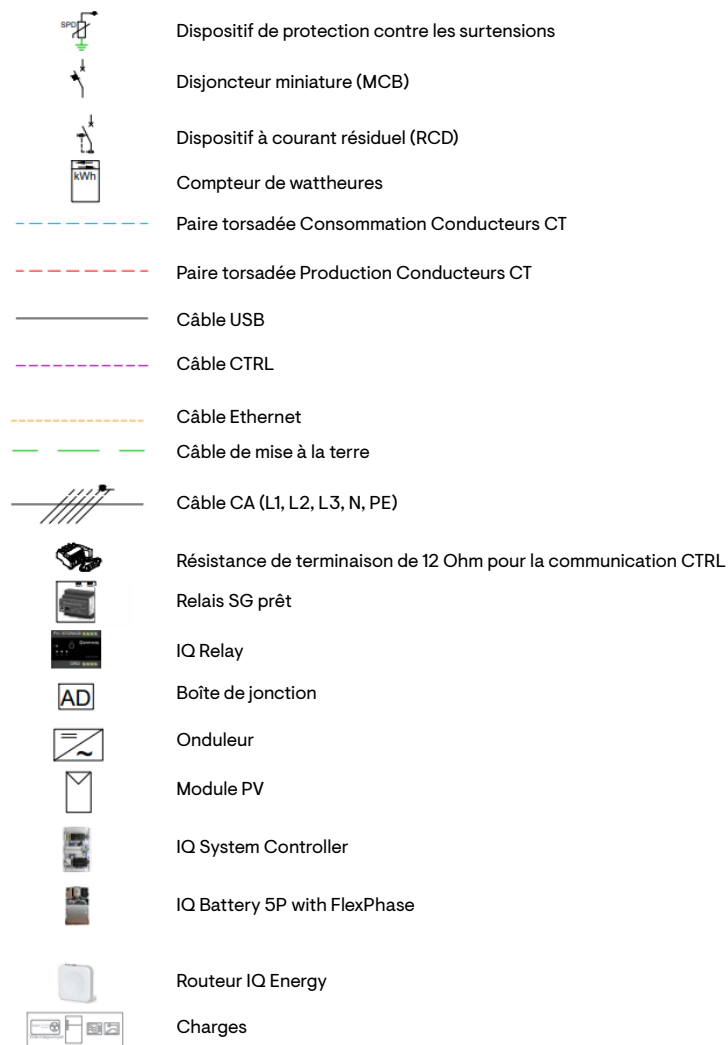 SPD
Dispositif de protection contre les surtensions
Disjoncteur miniature (MCB)
Dispositif à courant résiduel (RCD)
kWh
Compteur de wattheures
Paire torsadée Consommation Conducteurs CT
Paire torsadée Production Conducteurs CT
Câble USB
Câble CTRL
Câble Ethernet
Câble de mise à la terre
Câble CA (L1, L2, L3, N, PE)
Résistance de terminaison de 12 Ohm pour la communication CTRL
Relais SG prêt
IQ Relay
AD
Boîte de jonction
Onduleur
Module PV
IQ System Controller
IQ Battery 5P with FlexPhase
Routeur IQ Energy
Charges